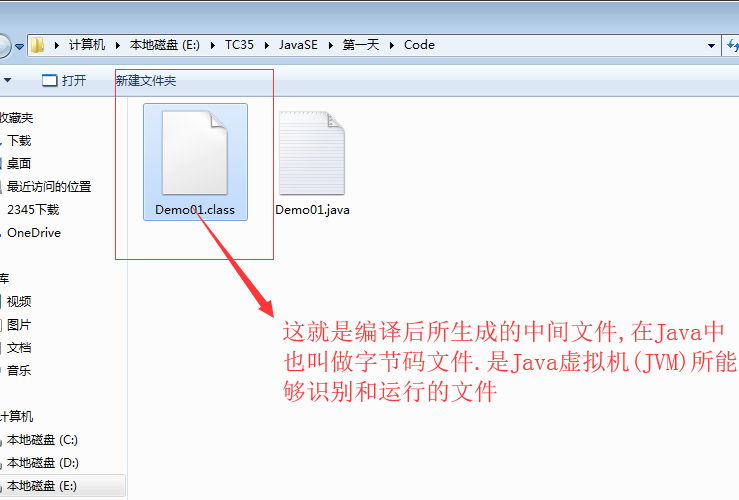 计算机 本地磁盘 (E:) TC35 JavaSE 第一天 Code
打开 新建文件夹
收藏夹
下载
桌面
最近访问的位置
2345下载
OneDrive
库
视频
图片
文档
音乐
计算机
本地磁盘 (C:)
本地磁盘 (D:)
本地磁盘 (E:)
Demo01.class Demo01.java
这就是编译后所生成的中间文件,在Java中
也叫做字节码文件.是Java虚拟机(JVM)所能
够识别和运行的文件